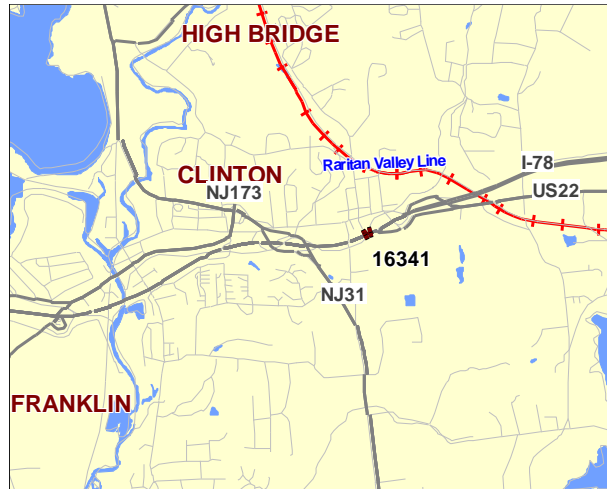 HIGH BRIDGE
Raritan Valley Line
I-78
CLINTON
NJ173
US22
16341
NJ31
FRANKLIN